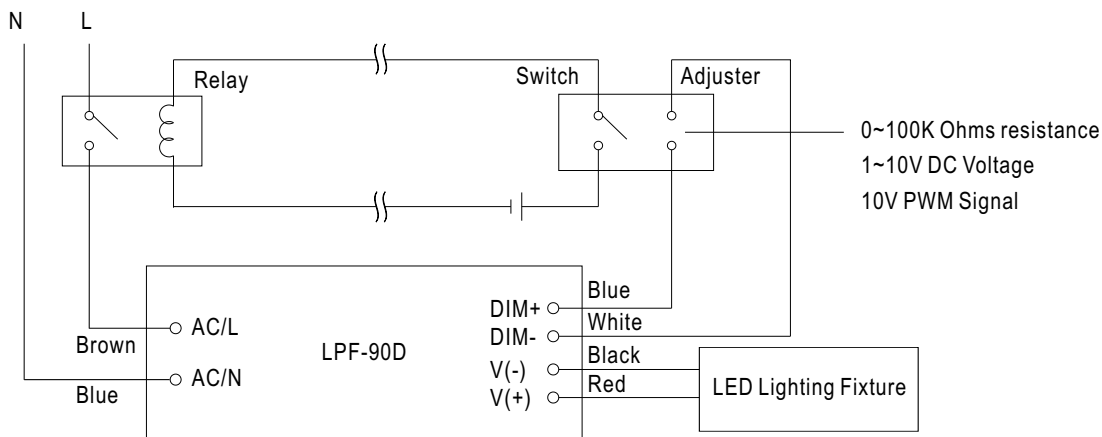 N
L
Relay
Switch
Adjuster
0~100K Ohms resistance
1~10V DC Voltage
10V PWM Signal
Blue
DIM+
White
AC/L
DIM-
Brown
LPF-90D
Black
V(-)
AC/N
Red
LED Lighting Fixture
Blue
V(+)